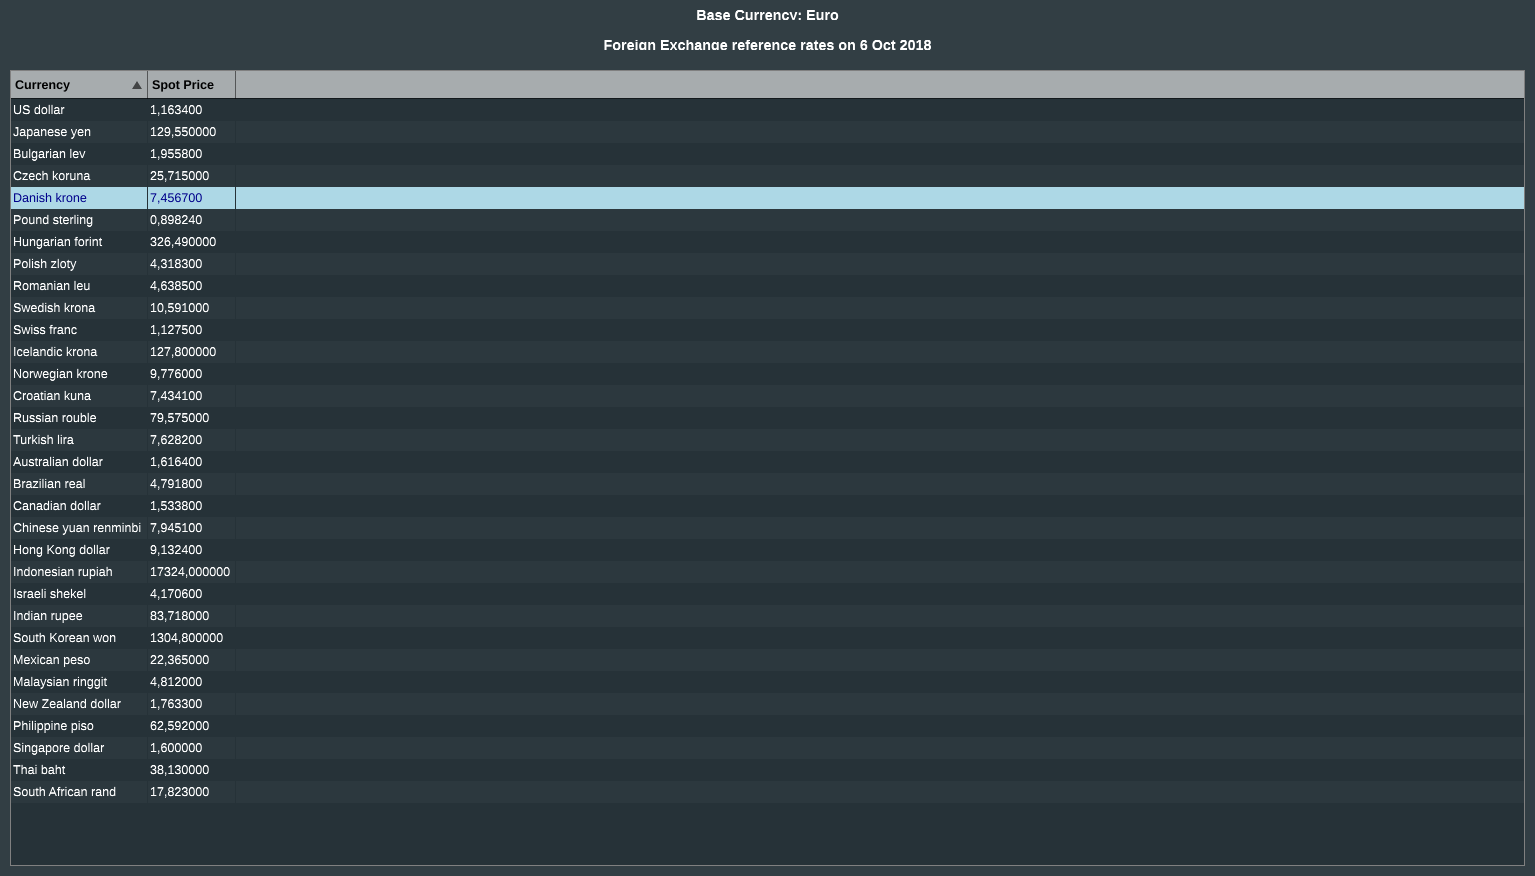 Base Currency: Euro
Foreign Exchange reference rates on 6 Oct 2018
Currency Spot Price
US dollar 1,163400
Japanese yen 129,550000
Bulgarian lev 1,955800
Czech koruna 25,715000
Danish krone 7,456700
Pound sterling 0,898240
Hungarian forint 326,490000
Polish zloty 4,318300
Romanian leu 4,638500
Swedish krona 10,591000
Swiss franc 1,127500
Icelandic krona 127,800000
Norwegian krone 9,776000
Croatian kuna 7,434100
Russian rouble 79,575000
Turkish lira 7,628200
Australian dollar 1,616400
Brazilian real 4,791800
Canadian dollar 1,533800
Chinese yuan renminbi 7,945100
Hong Kong dollar 9,132400
Indonesian rupiah 17324,000000
Israeli shekel 4,170600
Indian rupee 83,718000
South Korean won 1304,800000
Mexican peso 22,365000
Malaysian ringgit 4,812000
New Zealand dollar 1,763300
Philippine piso 62,592000
Singapore dollar 1,600000
Thai baht 38,130000
South African rand 17,823000